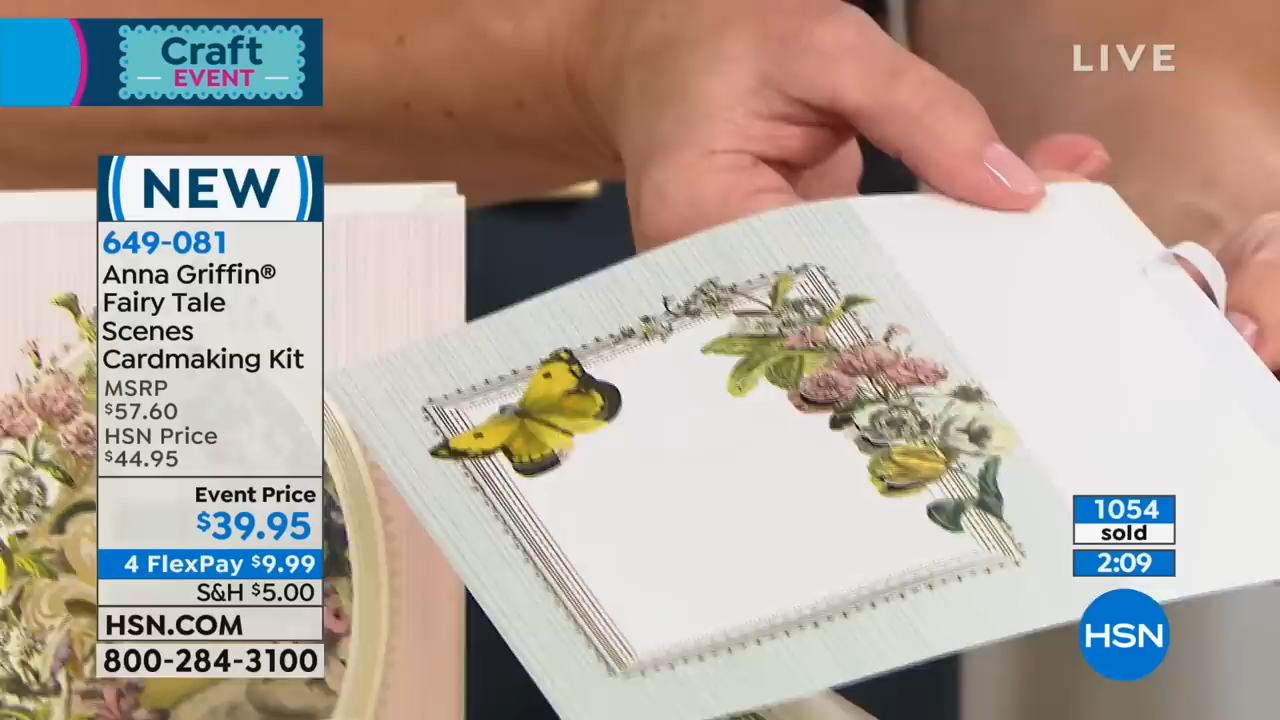 Craft
EVENT
LIVE
NEW
649-081
Anna Griffin®
Fairy Tale
Scenes
Cardmaking Kit
MSRP
$57.60
HSN Price
$44.95
Event Price
$39.95
4 FlexPay $9.99
S&H $5.00
HSN.COM
800-284-3100
1054
sold
2:09
HSN